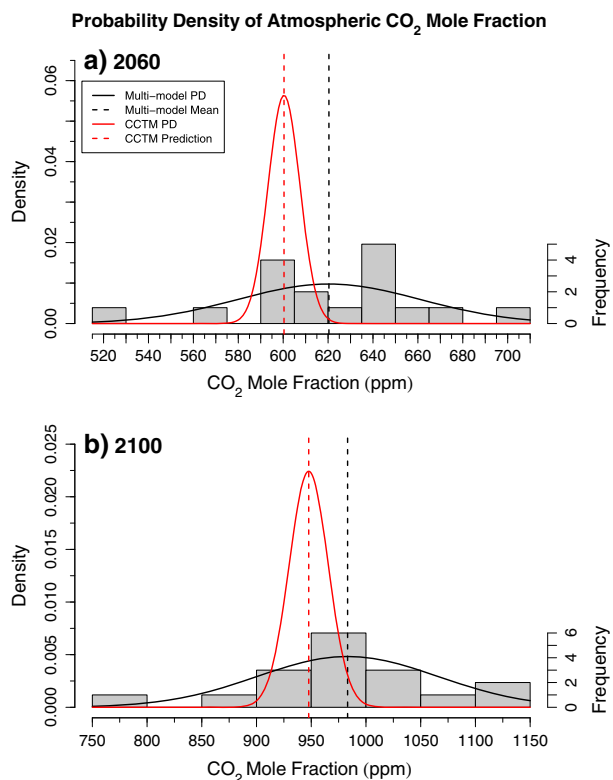 Probability Density of Atmospheric CO₂ Mole Fraction
a) 2060
Multi−model PD
Multi−model Mean
CCTM PD
CCTM Prediction
Density
0.00 0.02 0.04 0.06
Frequency
0 2 4
515 540 560 580 600 620 640 660 680 700
CO₂ Mole Fraction (ppm)
b) 2100
Density
0.000 0.005 0.010 0.015 0.020 0.025
Frequency
0 2 4 6
750 800 850 900 950 1000 1050 1100 1150
CO₂ Mole Fraction (ppm)